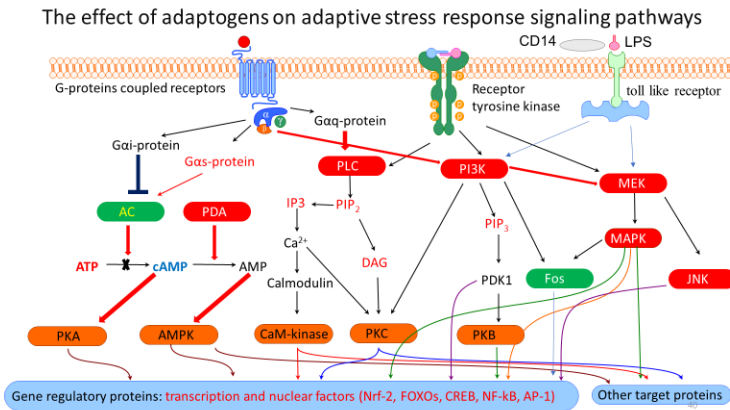 The effect of adaptogens on adaptive stress response signaling pathways
CD14
LPS
G-proteins coupled receptors
α
β
γ
P
P
P
P
P
P
Receptor
tyrosine kinase
toll like receptor
Gαq-protein
Gαi-protein
Gαs-protein
PLC
PI3K
MEK
AC
PDA
IP3
PIP2
PIP3
MAPK
Ca2+
ATP
cAMP
AMP
DAG
Calmodulin
PDK1
Fos
JNK
PKA
AMPK
CaM-kinase
PKC
PKB
Gene regulatory proteins: transcription and nuclear factors (Nrf-2, FOXOs, CREB, NF-kB, AP-1)
Other target proteins
40